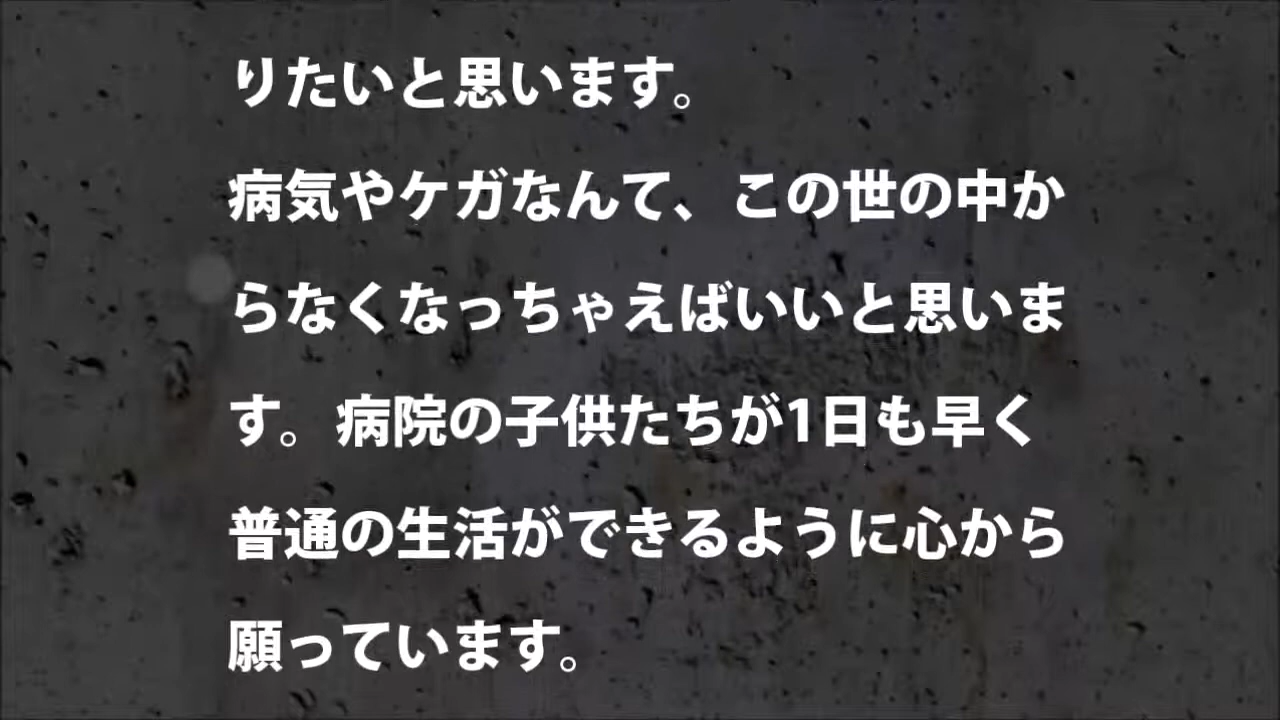 りたいと思います。
病気やケガなんて、この世の中か
らなくなっちゃえばいいと思いま
す。病院の子供たちが1日も早く
普通の生活ができるように心から
願っています。